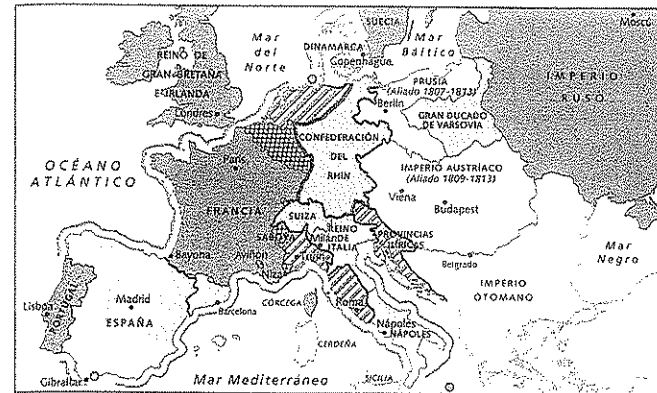 SUECIA
Moscú
Mar
del
Norte
DINAMARCA
Copenhague
Mar
Báltico
REINO DE
GRAN BRETAÑA
E IRLANDA
Londres
PRUSIA
(Aliado 1807-1813)
Berlín
IMPERIO
RUSO
GRAN DUCADO
DE VARSOVIA
CONFEDERACIÓN
DEL
RHIN
OCÉANO
ATLÁNTICO
París
IMPERIO AUSTRÍACO
(Aliado 1809-1813)
Viena
Budapest
FRANCIA
SUIZA
SABOYA
REINO
DE
ITALIA
Milán
Turín
PROVINCIAS
ILÍRICAS
Mar
Negro
Bayona
Aviñón
Niza
Belgrado
IMPERIO
OTOMANO
Lisboa
PORTUGAL
Madrid
ESPAÑA
Barcelona
CÓRCEGA
Roma
Nápoles
NÁPOLES
CERDEÑA
Gibraltar
Mar Mediterráneo
SICILIA